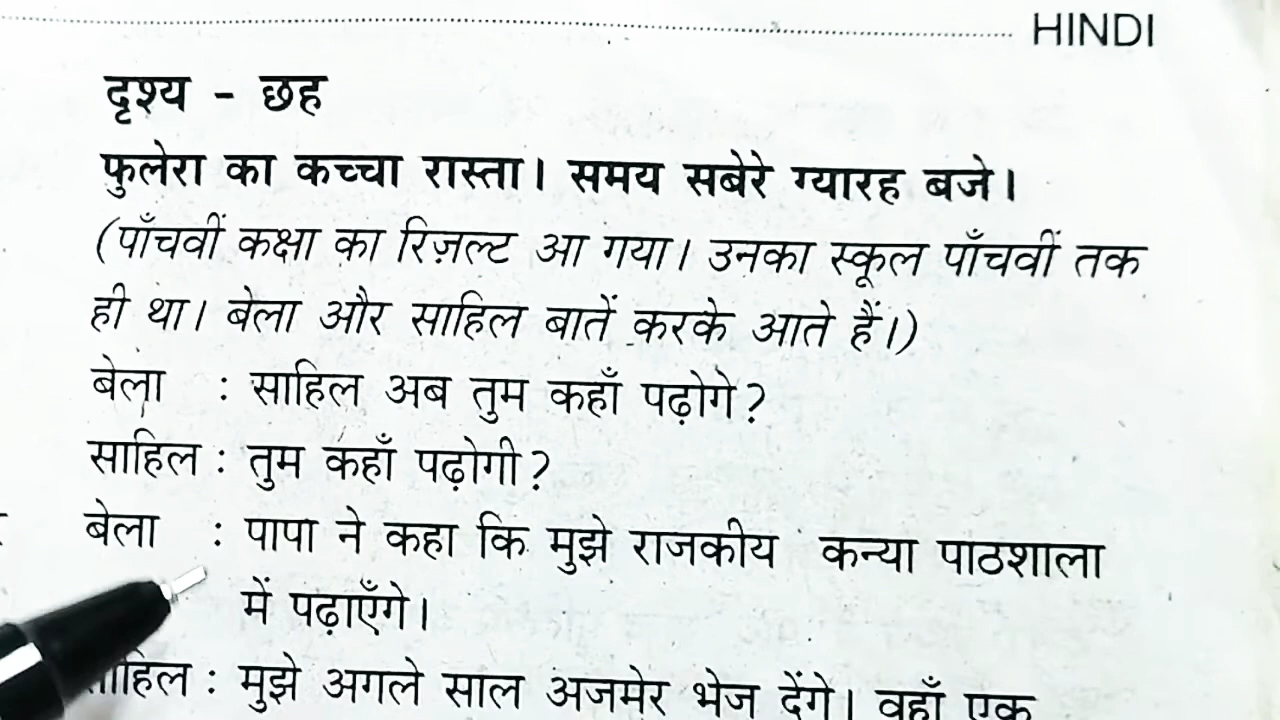 HINDI
दृश्य - छह
फुलेरा का कच्चा रास्ता। समय सबेरे ग्यारह बजे।
(पाँचवीं कक्षा का रिज़ल्ट आ गया। उनका स्कूल पाँचवीं तक
ही था। बेला और साहिल बातें करके आते हैं।)
बेला : साहिल अब तुम कहाँ पढ़ोगे?
साहिल : तुम कहाँ पढ़ोगी?
बेला : पापा ने कहा कि मुझे राजकीय कन्या पाठशाला
में पढ़ाएँगे।
साहिल : मुझे अगले साल अजमेर भेज देंगे। वहाँ एक